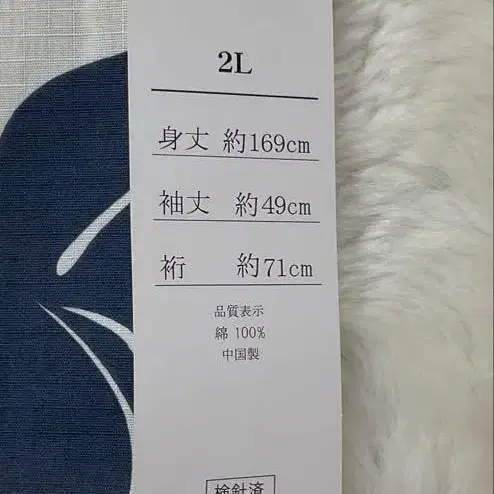 2L
身丈 約169cm
袖丈 約49cm
裄 約71cm
品質表示
綿 100%
中国製
検針済